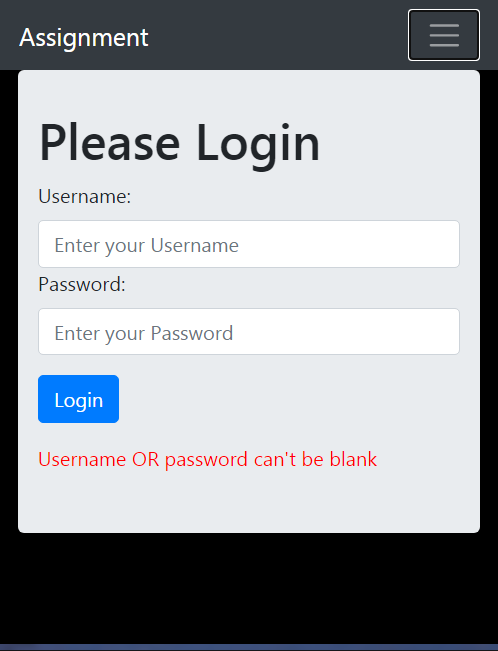 Assignment
Please Login
Username:
Enter your Username
Password:
Enter your Password
Login
Username OR password can't be blank